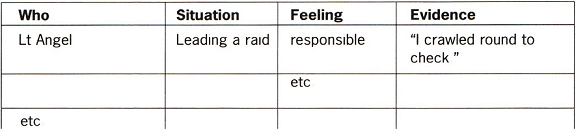 Who Situation Feeling Evidence
Lt Angel Leading a raid responsible “I crawled round to
check ”
etc
etc